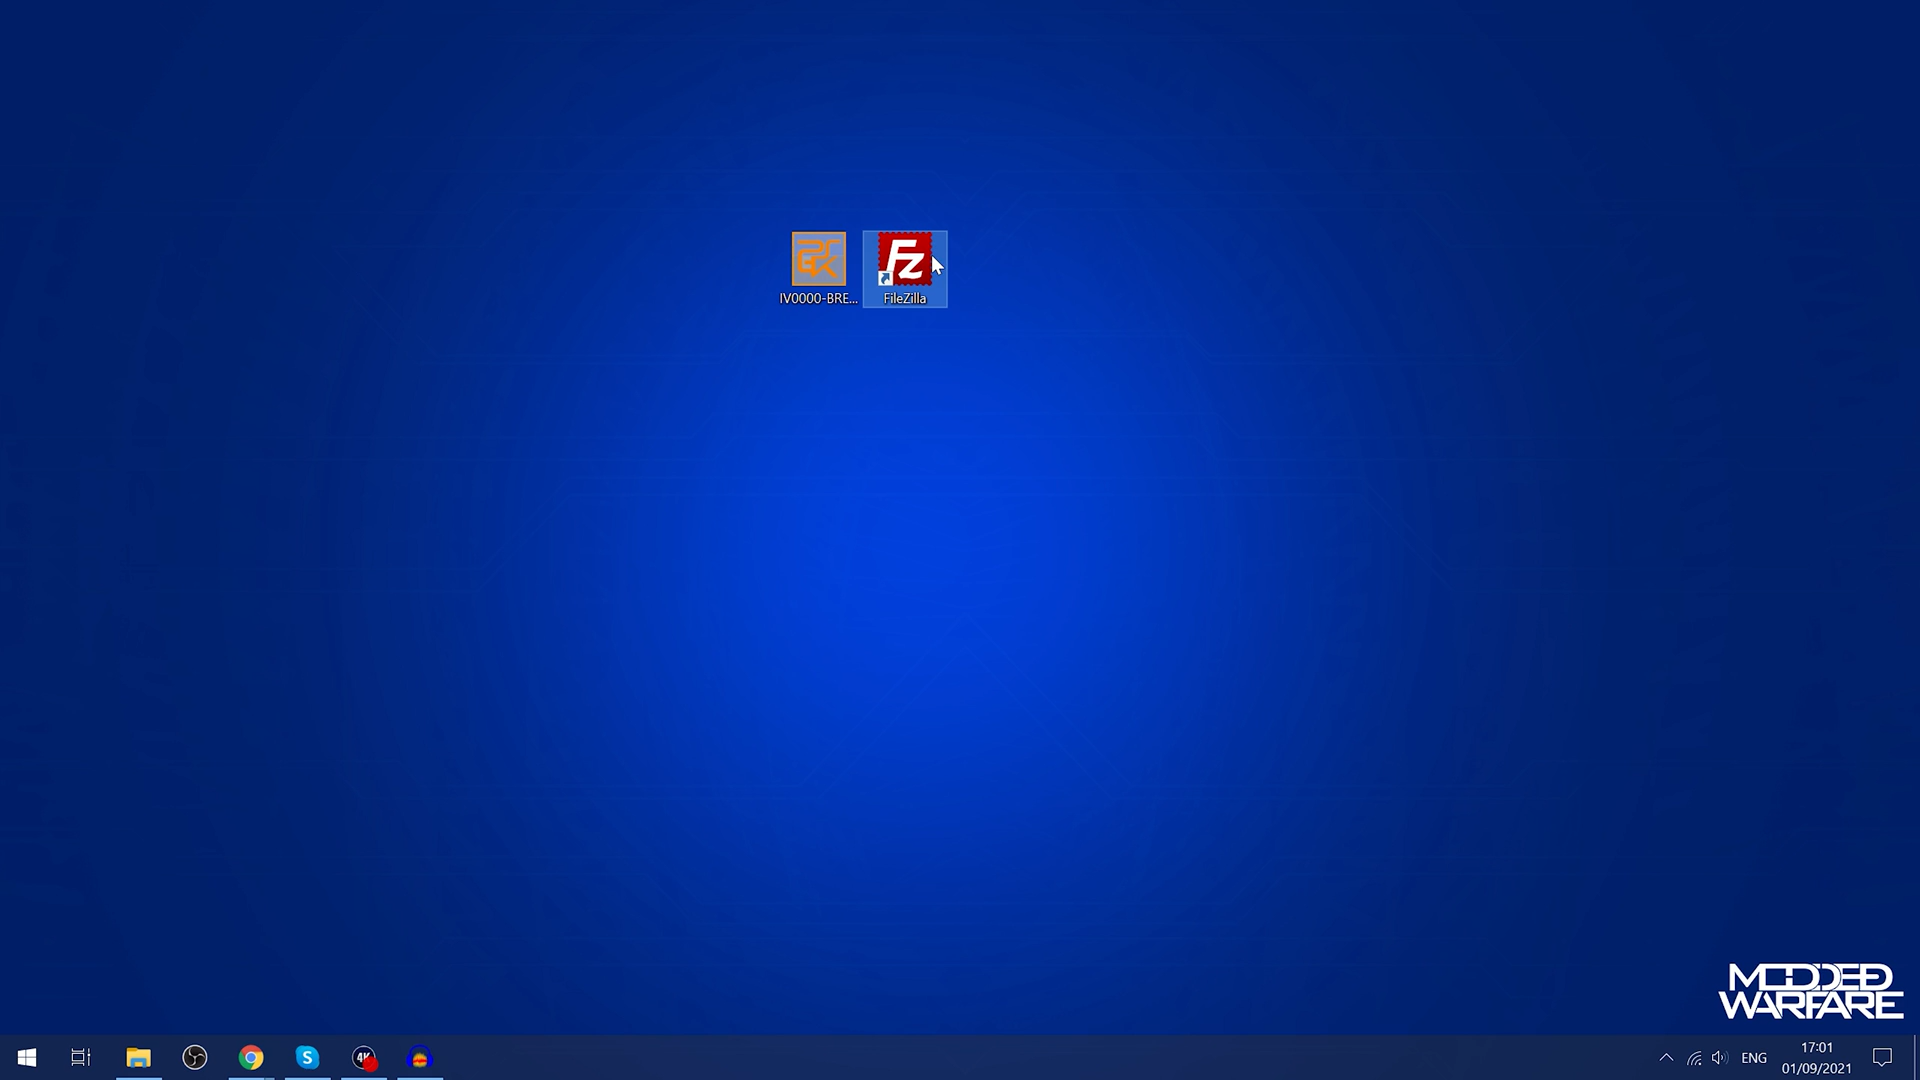 IV0000-BRE...
FileZilla
MODDED
WARFARE
ENG
17:01
01/09/2021